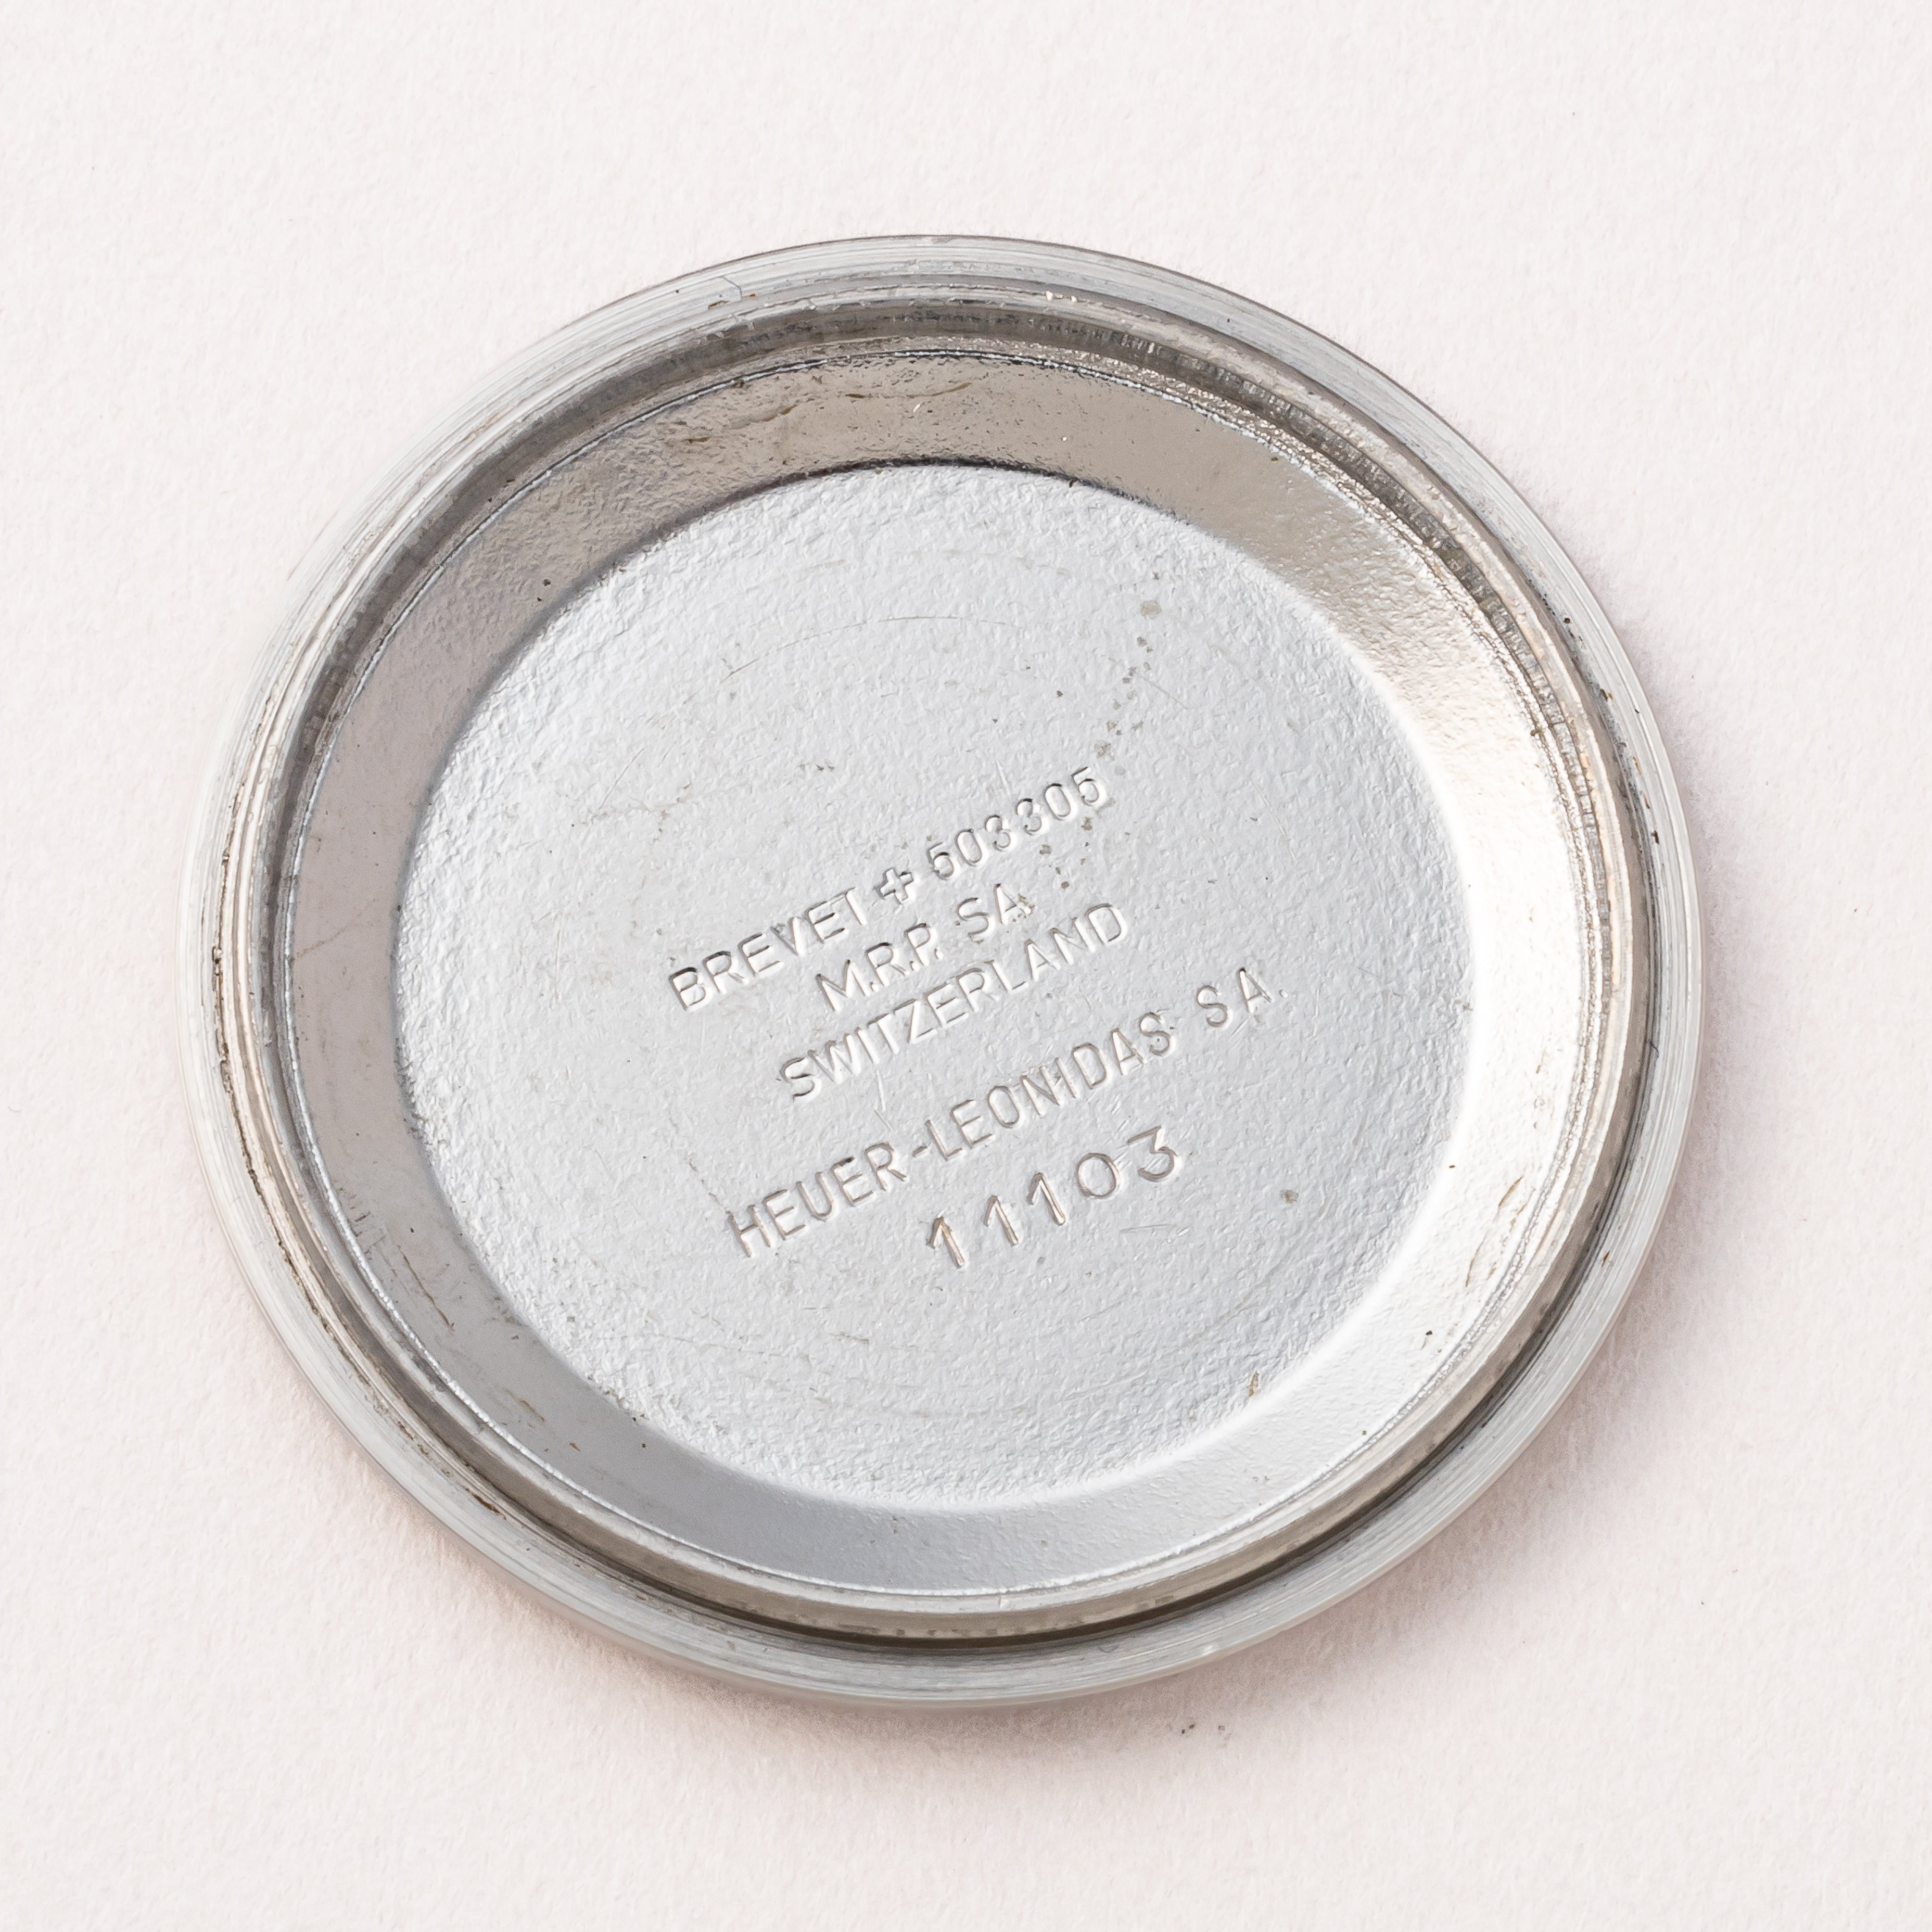 BREVET ✚ 503305
M.R.P. SA
SWITZERLAND
HEUER-LEONIDAS SA.
11103